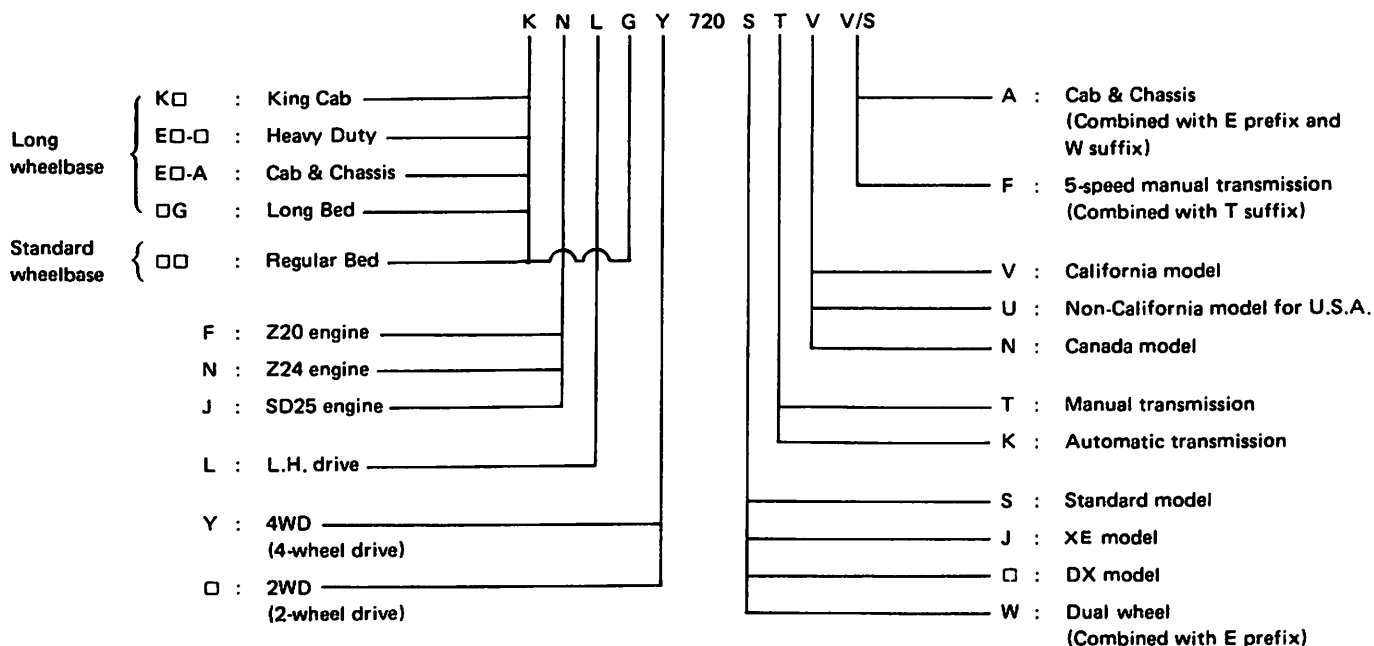 K N L G Y 720 S T V V/S
Long wheelbase
K□ : King Cab
E□-□ : Heavy Duty
E□-A : Cab & Chassis
□G : Long Bed
Standard wheelbase
□□ : Regular Bed
F : Z20 engine
N : Z24 engine
J : SD25 engine
L : L.H. drive
Y : 4WD
(4-wheel drive)
□ : 2WD
(2-wheel drive)
A : Cab & Chassis
(Combined with E prefix and
W suffix)
F : 5-speed manual transmission
(Combined with T suffix)
V : California model
U : Non-California model for U.S.A.
N : Canada model
T : Manual transmission
K : Automatic transmission
S : Standard model
J : XE model
□ : DX model
W : Dual wheel
(Combined with E prefix)